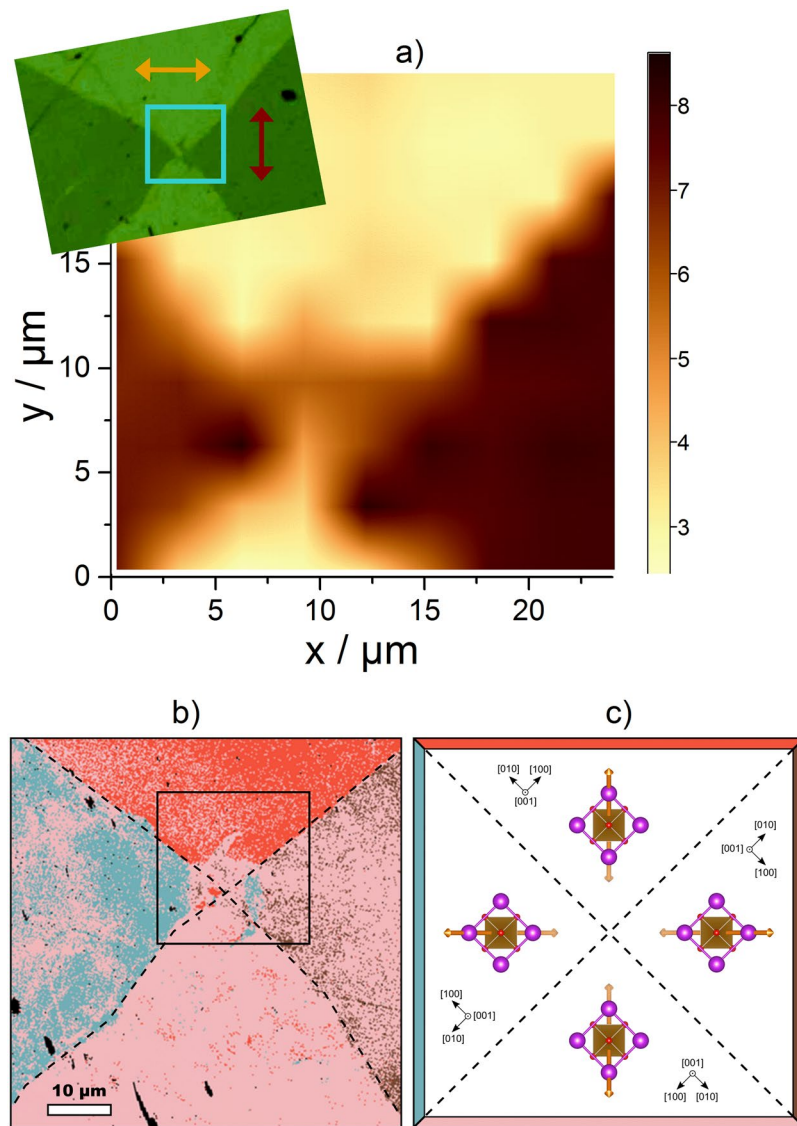 a)
8
7
6
5
4
3
15
10
5
0
y / µm
0 5 10 15 20
x / µm
b)
c)
10 µm
[010] [100]
[001]
[010]
[001]
[100]
[100]
[001]
[010]
[001]
[100] [010]